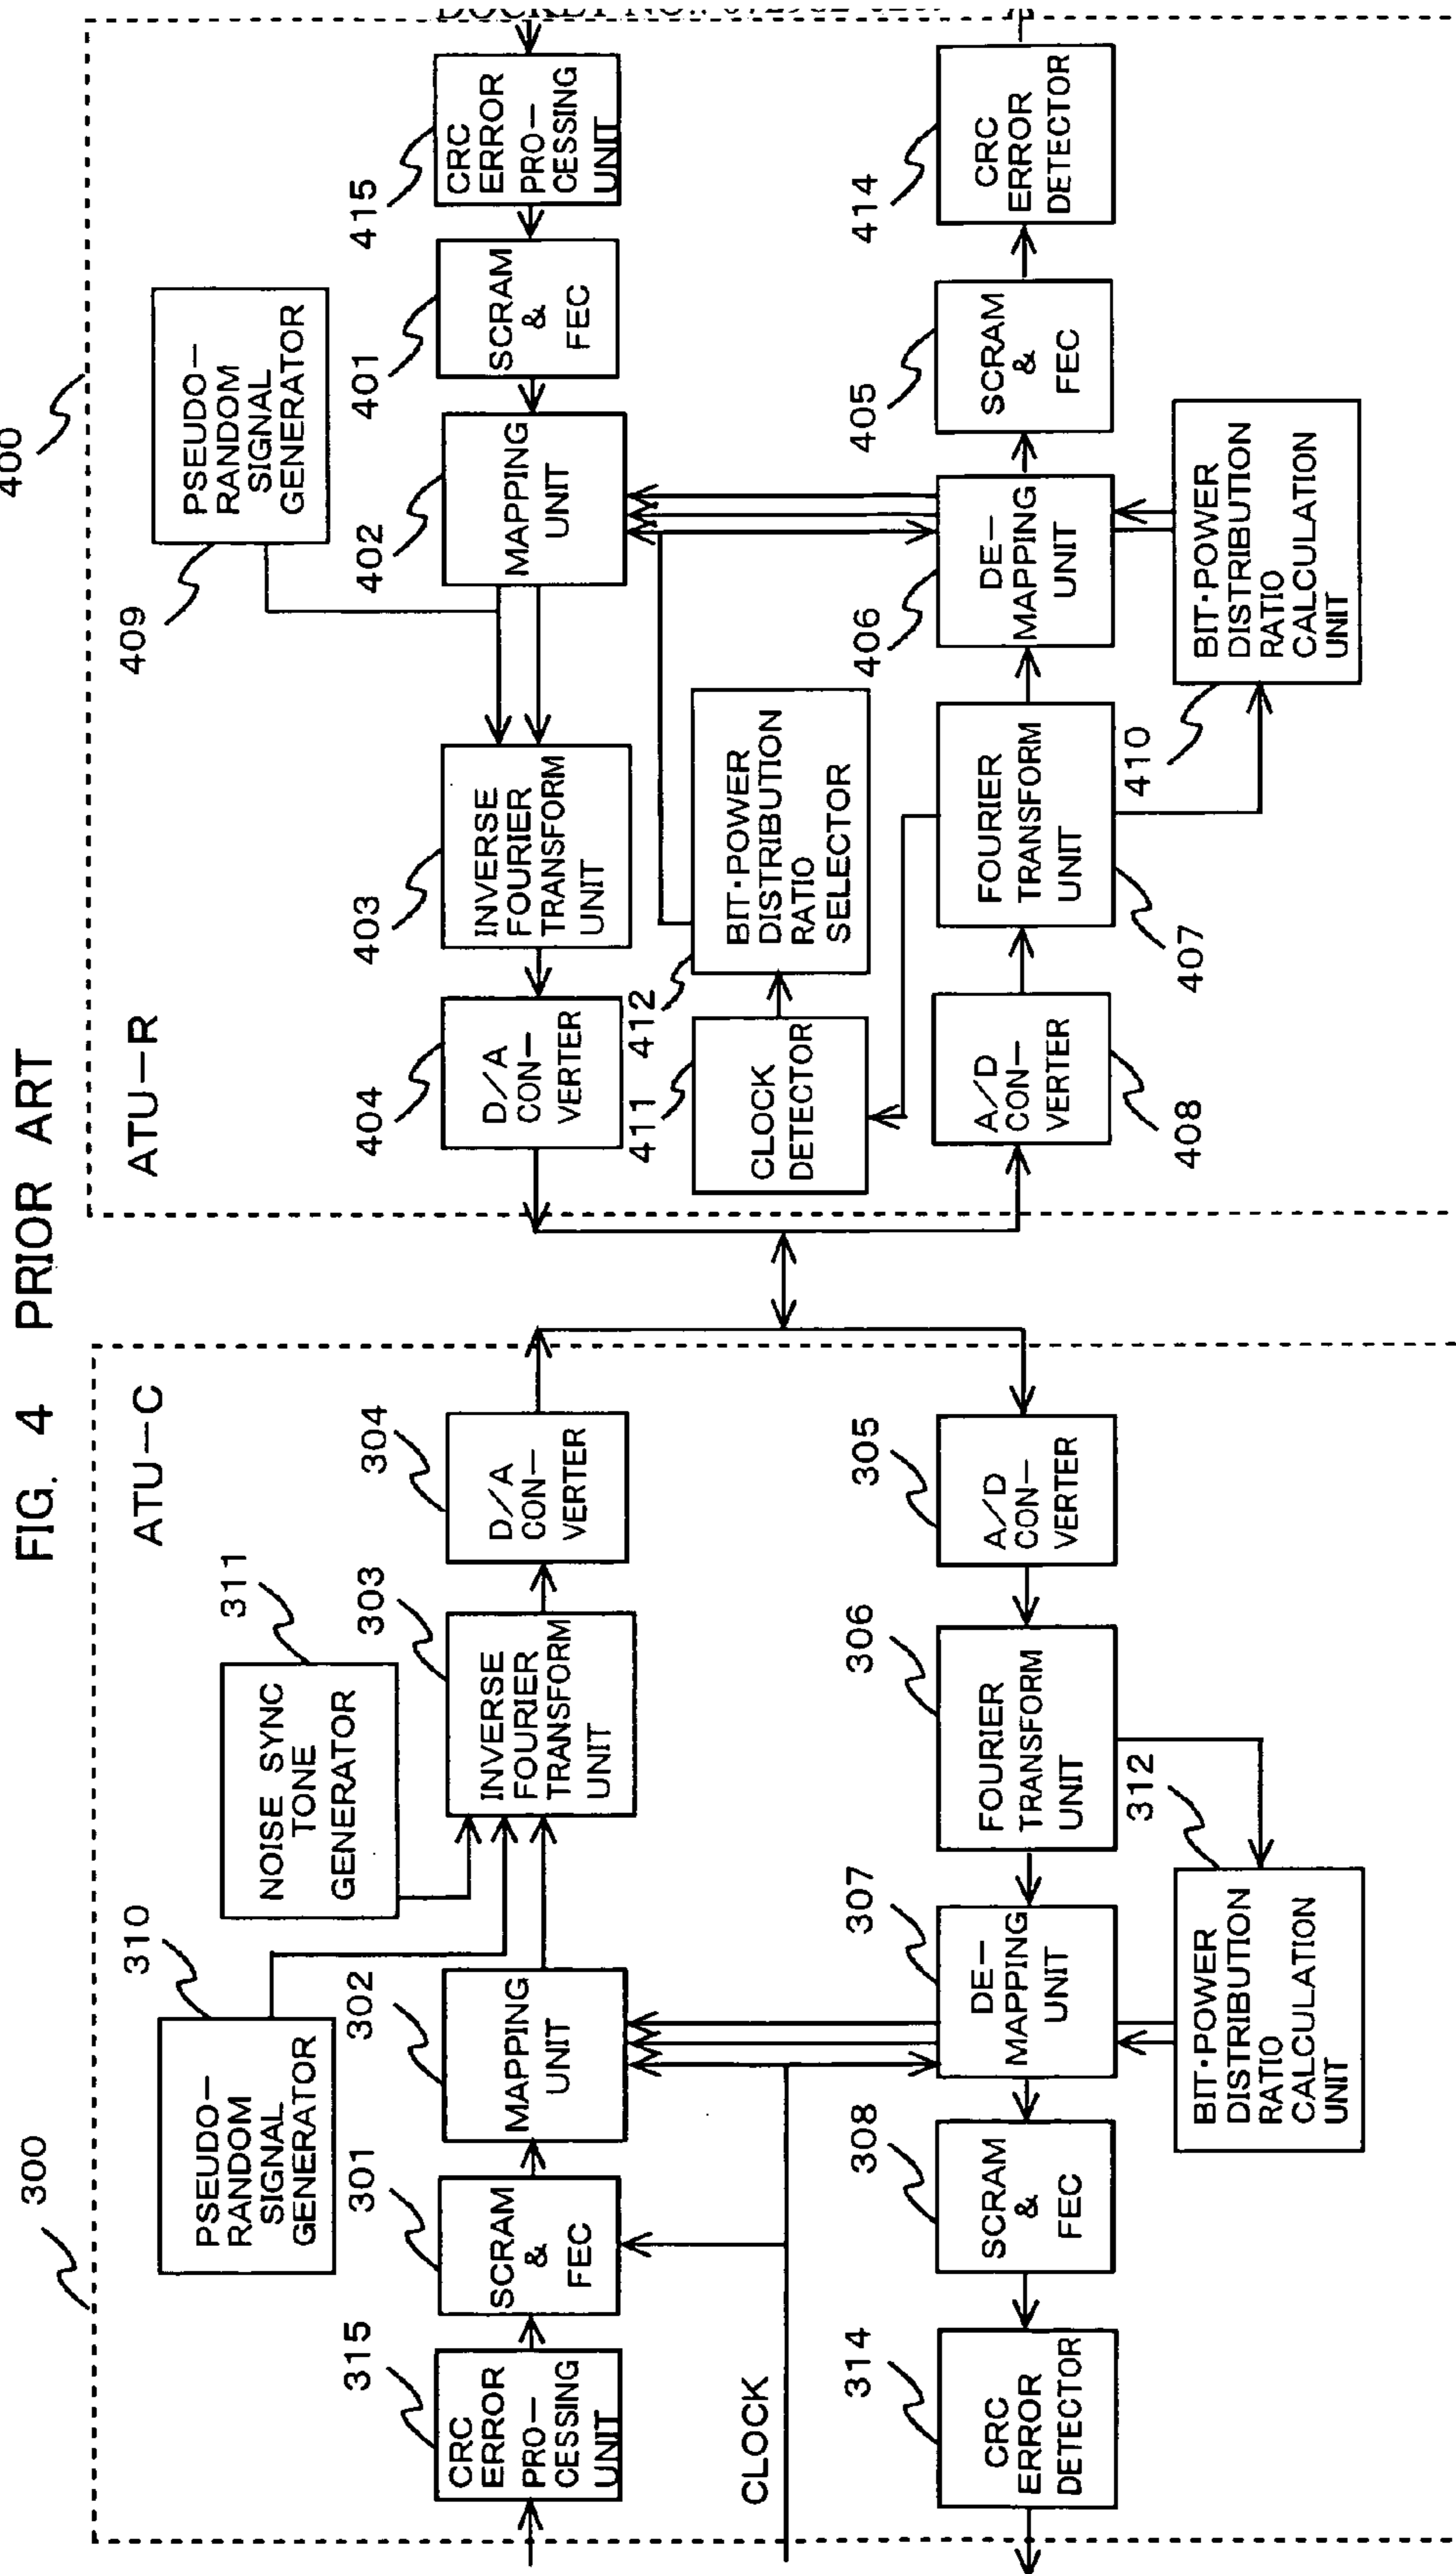 FIG. 4 PRIOR ART
300
ATU-C
310
PSEUDO-
RANDOM
SIGNAL
GENERATOR
311
NOISE SYNC
TONE
GENERATOR
315
CRC
ERROR
PRO-
CESSING
UNIT
301
SCRAM
&
FEC
302
MAPPING
UNIT
303
INVERSE
FOURIER
TRANSFORM
UNIT
304
D/A
CON-
VERTER
CLOCK
314
CRC
ERROR
DETECTOR
308
SCRAM
&
FEC
307
DE-
MAPPING
UNIT
306
FOURIER
TRANSFORM
UNIT
305
A/D
CON-
VERTER
312
BIT·POWER
DISTRIBUTION
RATIO
CALCULATION
UNIT
400
ATU-R
409
PSEUDO-
RANDOM
SIGNAL
GENERATOR
404
D/A
CON-
VERTER
403
INVERSE
FOURIER
TRANSFORM
UNIT
402
MAPPING
UNIT
401
SCRAM
&
FEC
415
CRC
ERROR
PRO-
CESSING
UNIT
411
CLOCK
DETECTOR
412
BIT·POWER
DISTRIBUTION
RATIO
SELECTOR
408
A/D
CON-
VERTER
407
FOURIER
TRANSFORM
UNIT
406
DE-
MAPPING
UNIT
405
SCRAM
&
FEC
414
CRC
ERROR
DETECTOR
410
BIT·POWER
DISTRIBUTION
RATIO
CALCULATION
UNIT
DOCKET NO.: